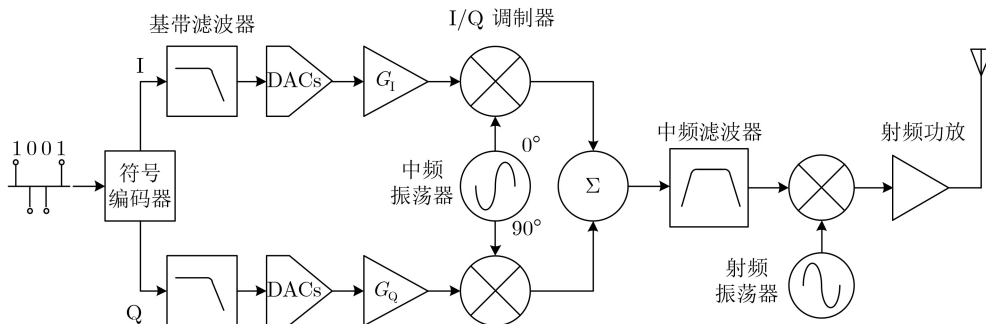 基带滤波器
I/Q 调制器
I
DACs
G_I
1 0 0 1
符号
编码器
中频
振荡器
0°
90°
Σ
中频滤波器
射频功放
射频
振荡器
Q
DACs
G_Q